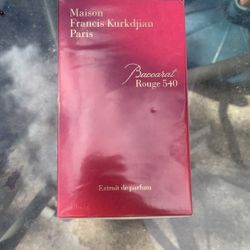 Maison
Francis Kurkdjian
Paris
Baccarat
Rouge 540
Extrait de parfum